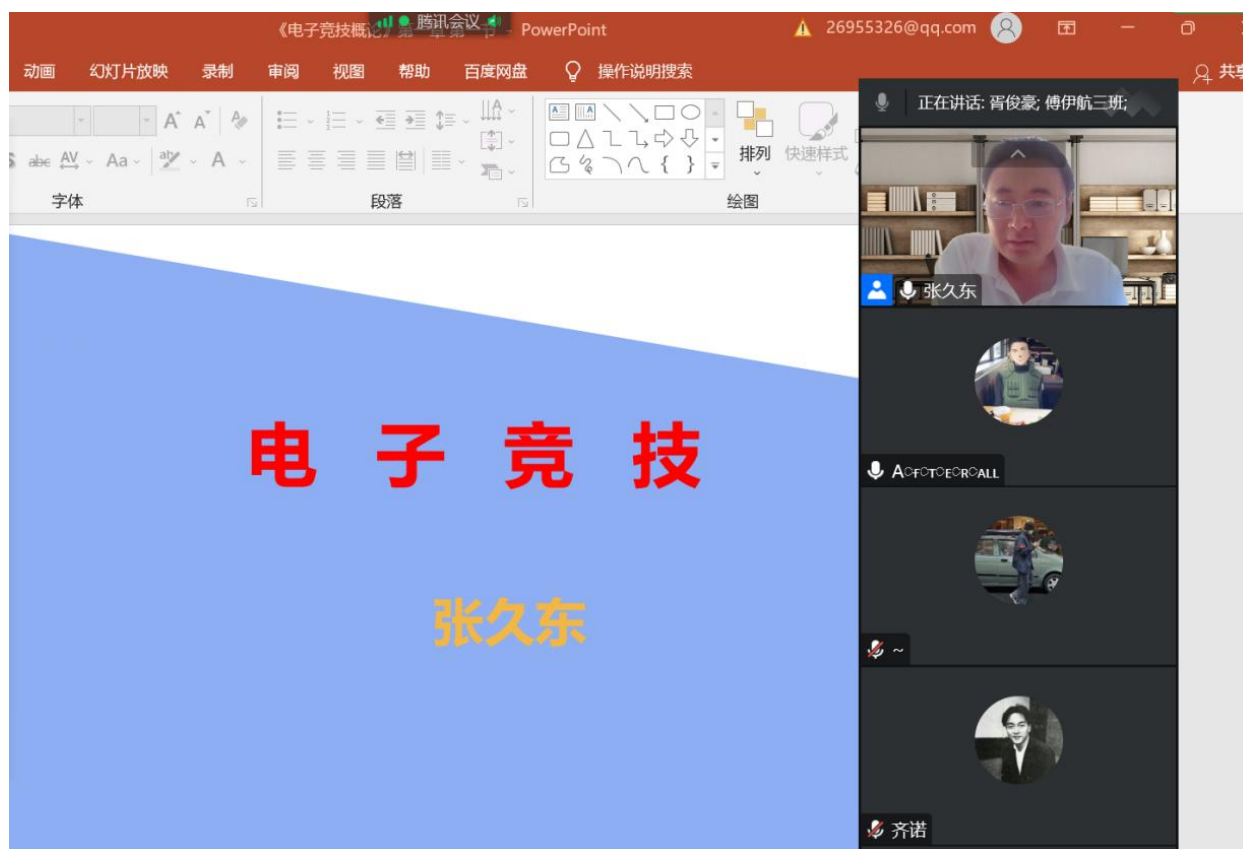 《电子竞技概论》第一章第一节 - PowerPoint
腾讯会议
26955326@qq.com
动画 幻灯片放映 录制 审阅 视图 帮助 百度网盘 操作说明搜索 共享
正在讲话: 胥俊豪; 傅伊航三班;
abc AV Aa A
排列 快速样式
字体 段落 绘图
张久东
电子竞技
AFTERALL
张久东
~
齐诺